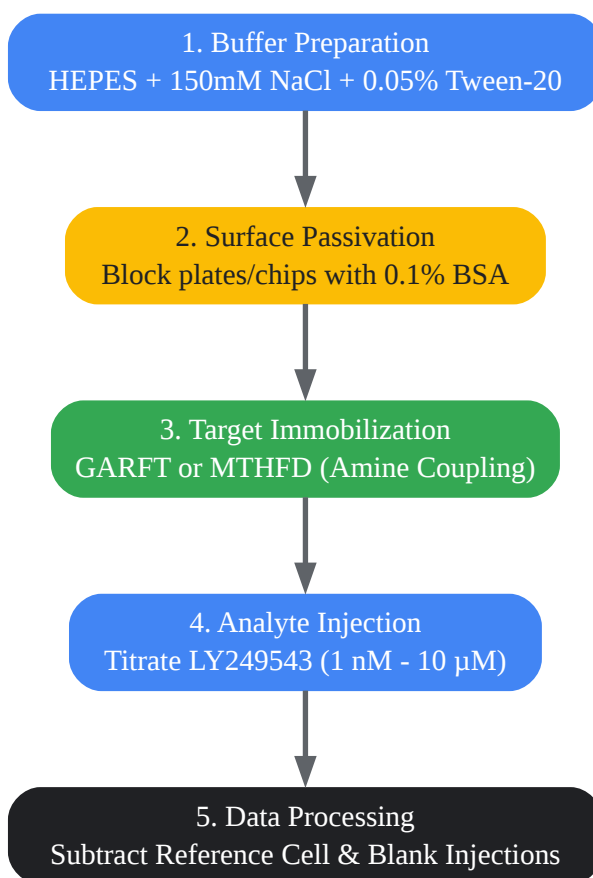 1. Buffer Preparation
HEPES + 150mM NaCl + 0.05% Tween-20
2. Surface Passivation
Block plates/chips with 0.1% BSA
3. Target Immobilization
GARFT or MTHFD (Amine Coupling)
4. Analyte Injection
Titrate LY249543 (1 nM - 10 µM)
5. Data Processing
Subtract Reference Cell & Blank Injections